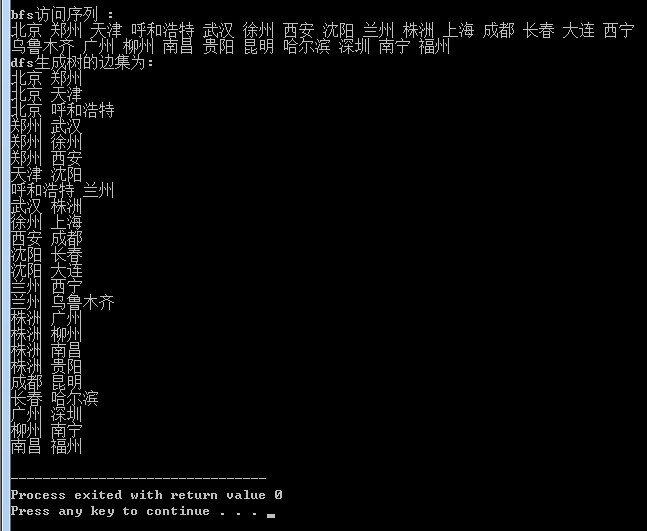 bfs访问序列 :
北京 郑州 天津 呼和浩特 武汉 徐州 西安 沈阳 兰州 株洲 上海 成都 长春 大连 西宁
乌鲁木齐 广州 柳州 南昌 贵阳 昆明 哈尔滨 深圳 南宁 福州
dfs生成树的边集为:
北京 郑州
北京 天津
北京 呼和浩特
郑州 武汉
郑州 徐州
郑州 西安
天津 沈阳
呼和浩特 兰州
武汉 株洲
徐州 上海
西安 成都
沈阳 长春
沈阳 大连
兰州 西宁
兰州 乌鲁木齐
株洲 广州
株洲 柳州
株洲 南昌
株洲 贵阳
成都 昆明
长春 哈尔滨
广州 深圳
柳州 南宁
南昌 福州
--------------------------------
Process exited with return value 0
Press any key to continue . . .